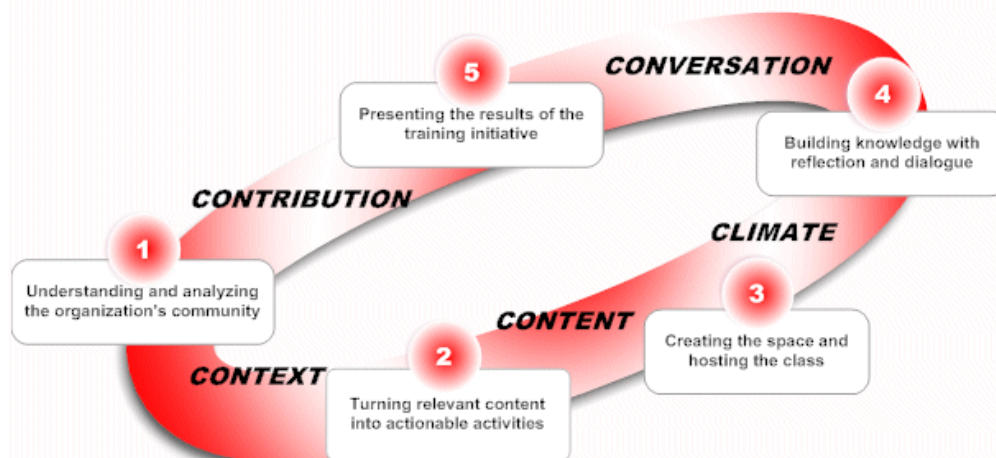 1
Understanding and analyzing
the organization's community
CONTEXT
2
Turning relevant content
into actionable activities
CONTENT
3
Creating the space and
hosting the class
CLIMATE
4
Building knowledge with
reflection and dialogue
CONVERSATION
5
Presenting the results of the
training initiative
CONTRIBUTION